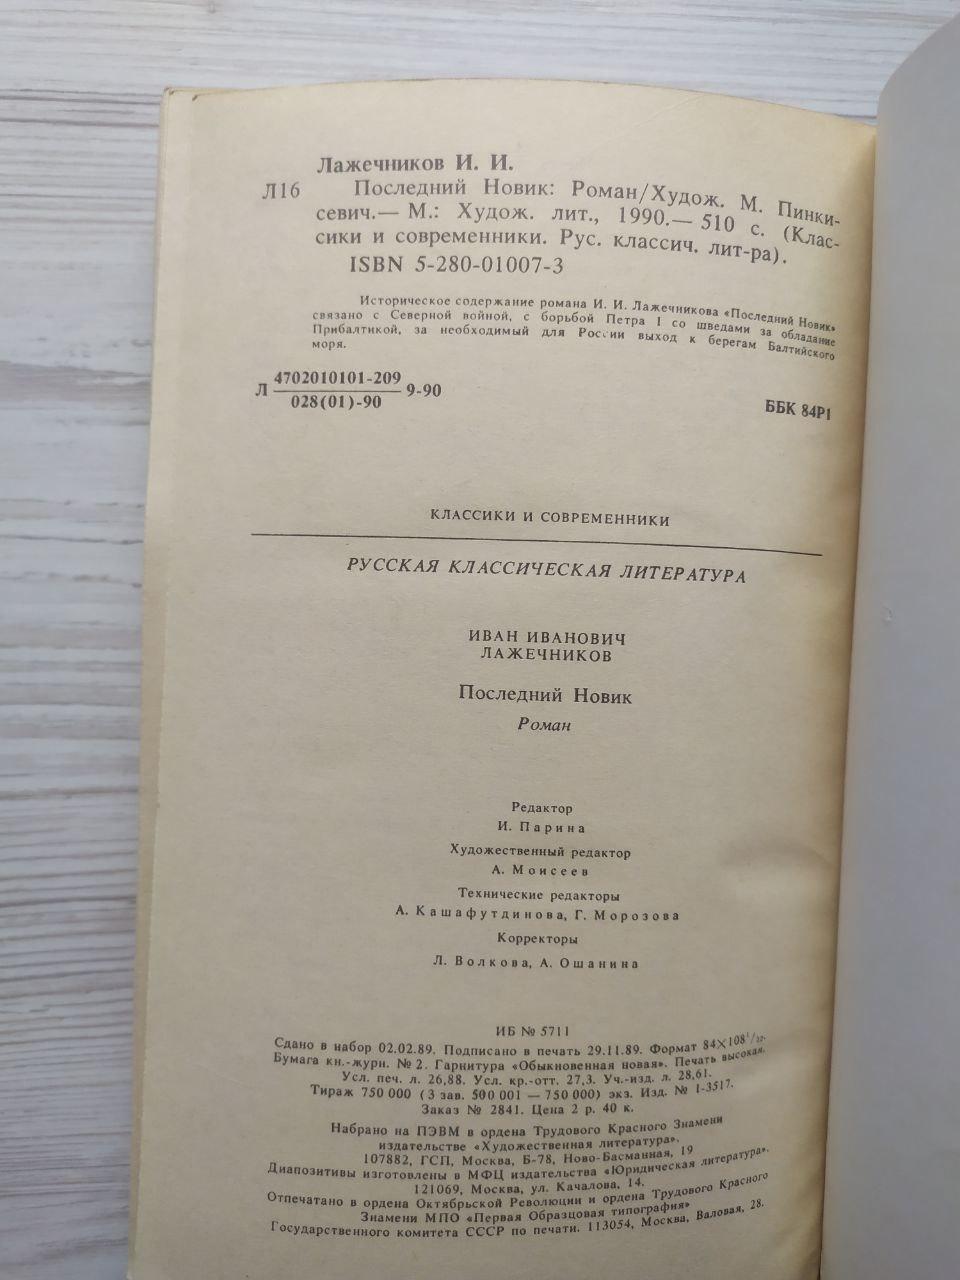 Лажечников И. И.
Л16 Последний Новик: Роман/Худож. М. Пинки-
севич.— М.: Худож. лит., 1990.— 510 с. (Клас-
сики и современники. Рус. классич. лит-ра).
ISBN 5-280-01007-3
Историческое содержание романа И. И. Лажечникова «Последний Новик»
связано с Северной войной, с борьбой Петра I со шведами за обладание
Прибалтикой, за необходимый для России выход к берегам Балтийского
моря.
Л 4702010101-209 9-90
028(01)-90
ББК 84Р1
КЛАССИКИ И СОВРЕМЕННИКИ
РУССКАЯ КЛАССИЧЕСКАЯ ЛИТЕРАТУРА
ИВАН ИВАНОВИЧ
ЛАЖЕЧНИКОВ
Последний Новик
Роман
Редактор
И. Парина
Художественный редактор
А. Моисеев
Технические редакторы
А. Кашафутдинова, Г. Морозова
Корректоры
Л. Волкова, А. Ошанина
ИБ № 5711
Сдано в набор 02.02.89. Подписано в печать 29.11.89. Формат 84×108¹/₃₂.
Бумага кн.-журн. № 2. Гарнитура «Обыкновенная новая». Печать высокая.
Усл. печ. л. 26,88. Усл. кр.-отт. 27,3. Уч.-изд. л. 28,61.
Тираж 750 000 (3 зав. 500 001 — 750 000) экз. Изд. № I-3517.
Заказ № 2841. Цена 2 р. 40 к.
Набрано на ПЭВМ в ордена Трудового Красного Знамени
издательстве «Художественная литература».
107882, ГСП, Москва, Б-78, Ново-Басманная, 19
Диапозитивы изготовлены в МФЦ издательства «Юридическая литература».
121069, Москва, ул. Качалова, 14.
Отпечатано в ордена Октябрьской Революции и ордена Трудового Красного
Знамени МПО «Первая Образцовая типография»
Государственного комитета СССР по печати. 113054, Москва, Валовая, 28.